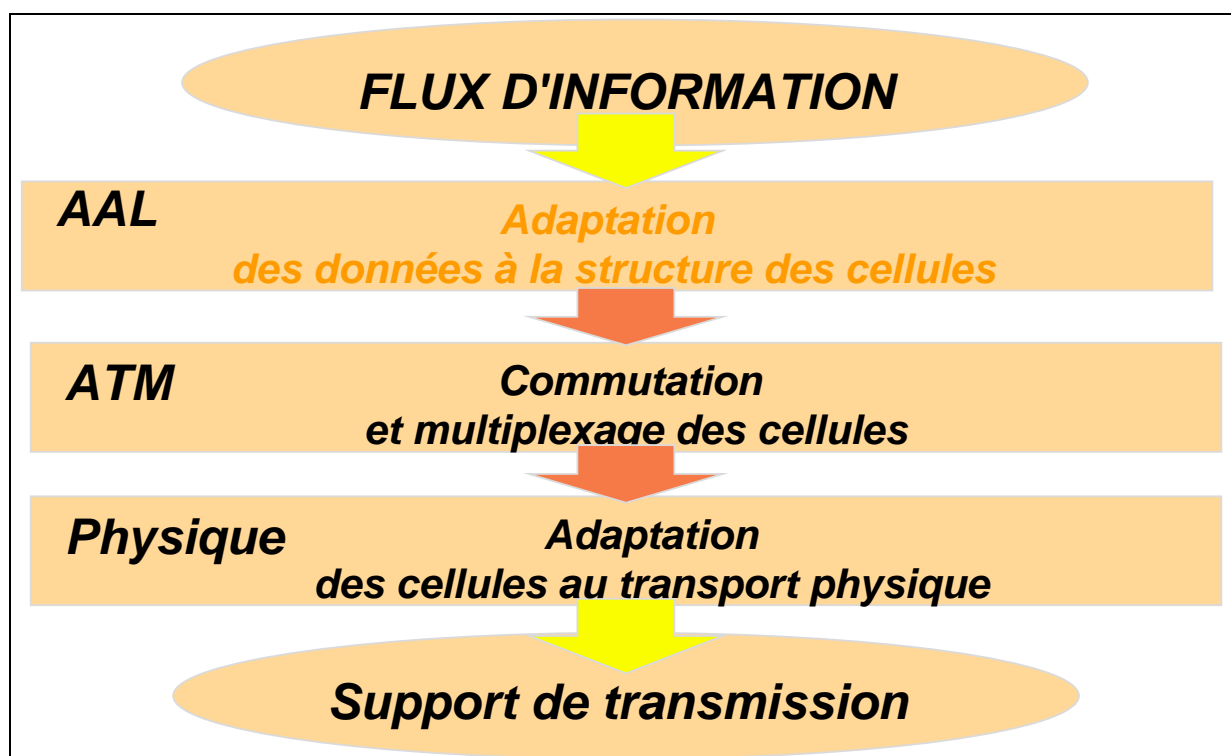 FLUX D'INFORMATION
AAL
Adaptation
des données à la structure des cellules
ATM
Commutation
et multiplexage des cellules
Physique
Adaptation
des cellules au transport physique
Support de transmission